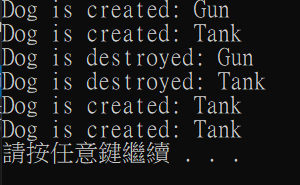 Dog is created: Gun
Dog is created: Tank
Dog is destroyed: Gun
Dog is destroyed: Tank
Dog is created: Tank
Dog is created: Tank
請按任意鍵繼續 . . .